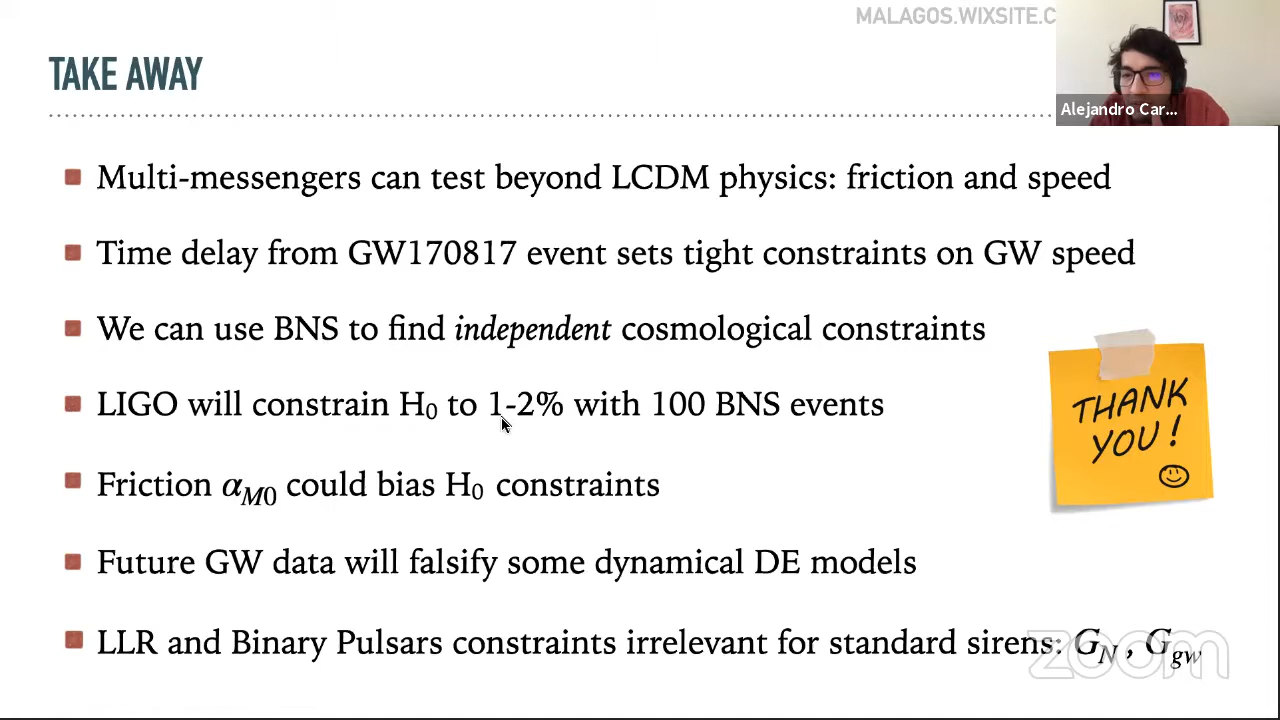 MALAGOS.WIXSITE.C
TAKE AWAY
Alejandro Car...
Multi-messengers can test beyond LCDM physics: friction and speed
Time delay from GW170817 event sets tight constraints on GW speed
We can use BNS to find independent cosmological constraints
LIGO will constrain H₀ to 1-2% with 100 BNS events
THANK
YOU!
Friction α_M0 could bias H₀ constraints
Future GW data will falsify some dynamical DE models
LLR and Binary Pulsars constraints irrelevant for standard sirens: G_N, G_gw
zoom